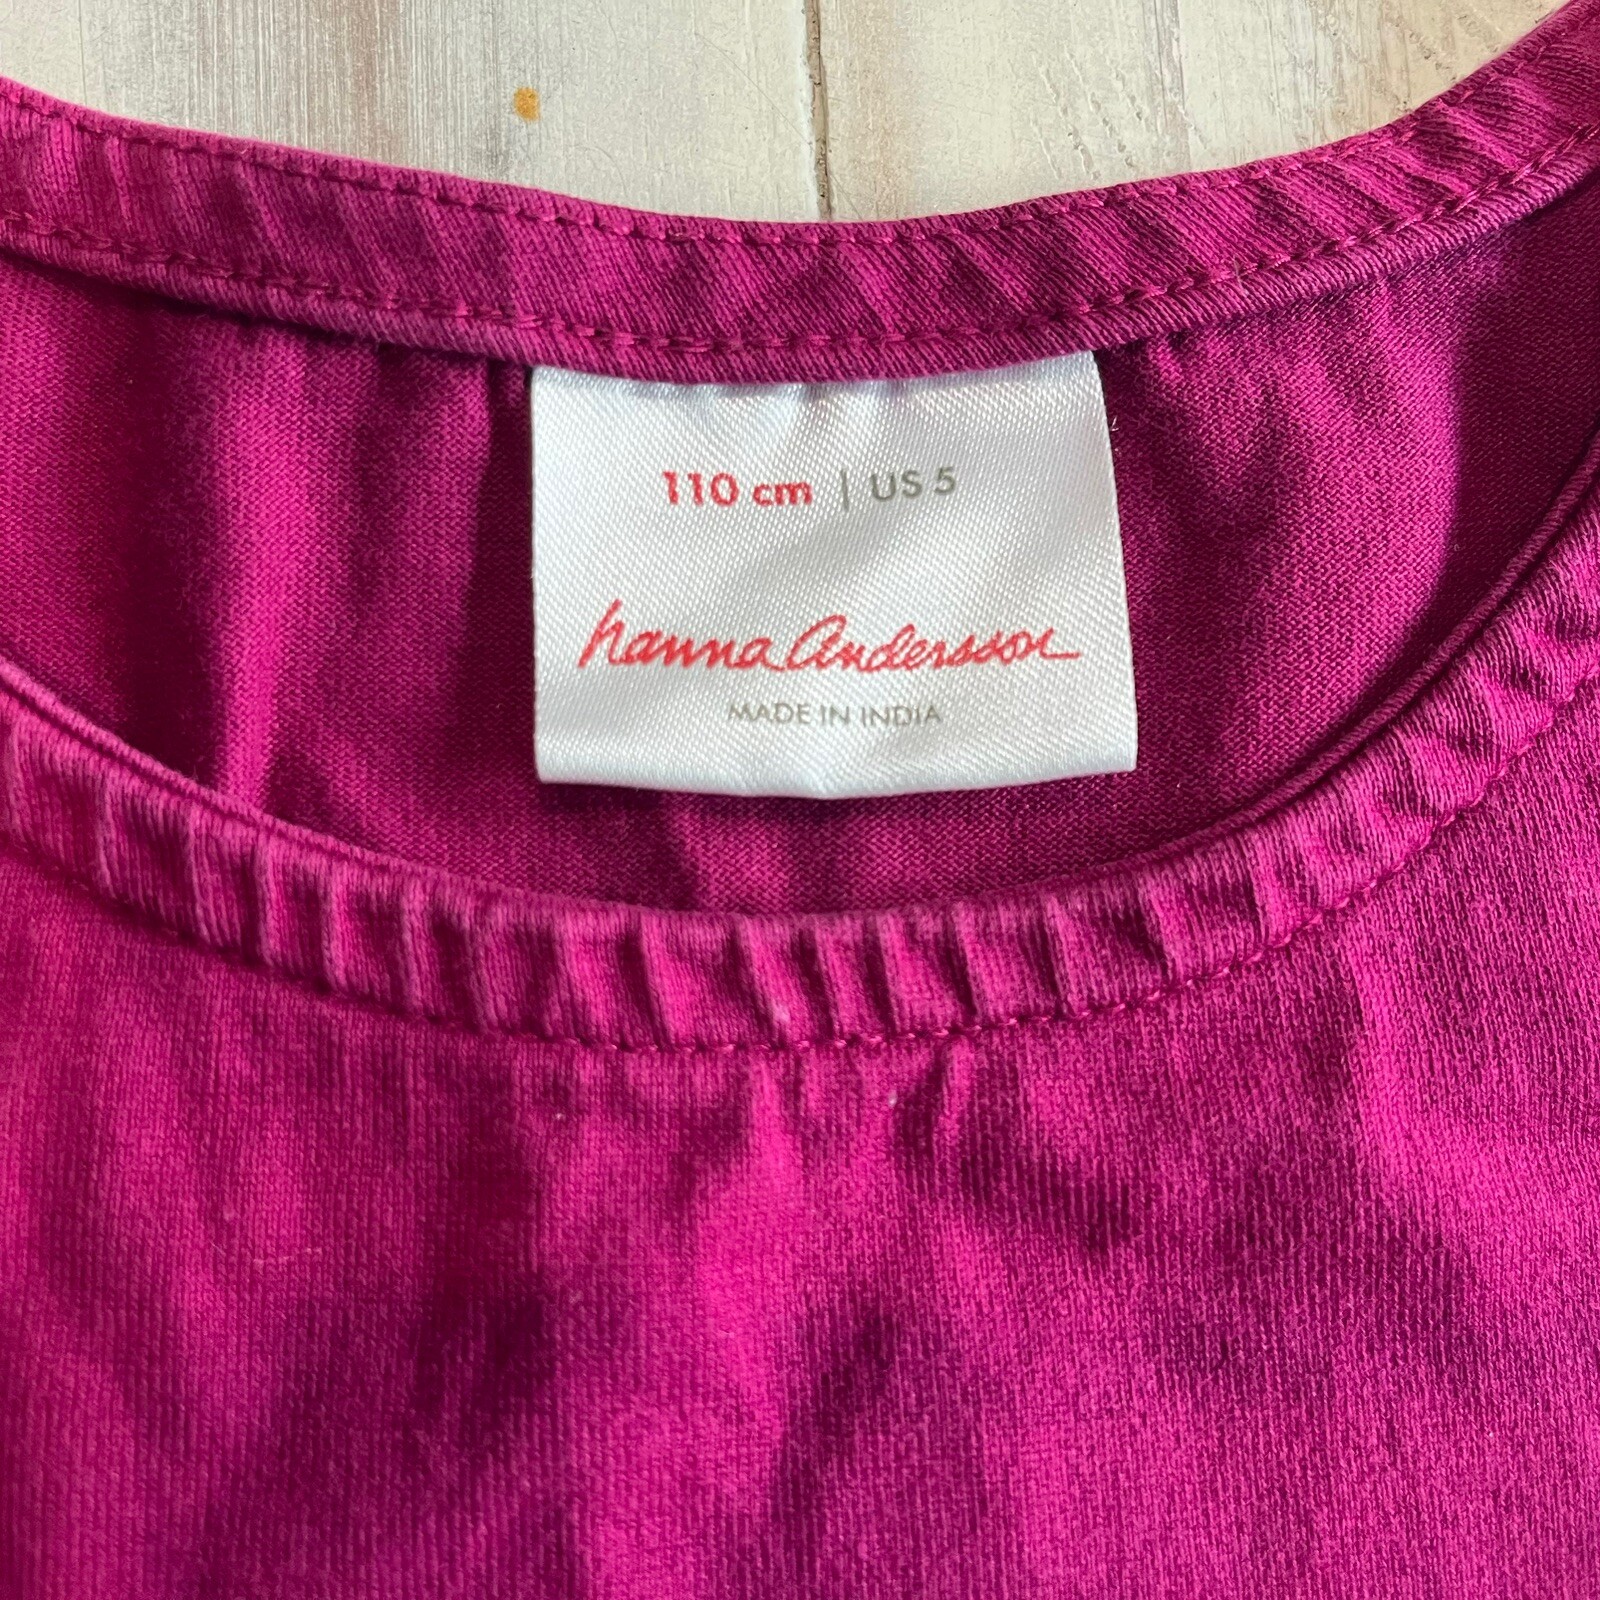 110 cm | US 5
hanna Andersson
MADE IN INDIA